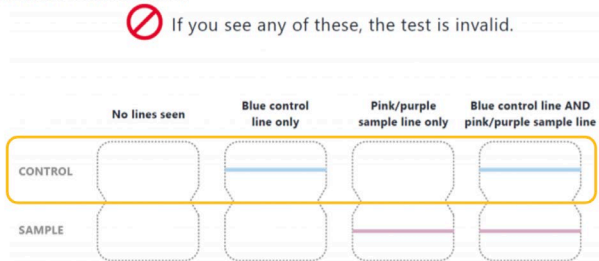 If you see any of these, the test is invalid.
No lines seen
Blue control
line only
Pink/purple
sample line only
Blue control line AND
pink/purple sample line
CONTROL
SAMPLE